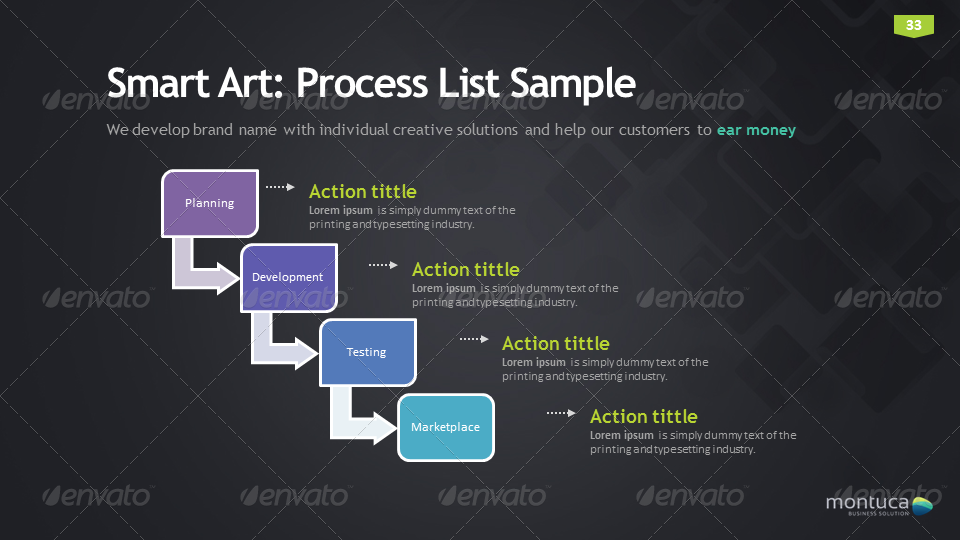 33
Smart Art: Process List Sample
We develop brand name with individual creative solutions and help our customers to ear money
Planning
Action tittle
Lorem ipsum is simply dummy text of the
printing and typesetting industry.
Development
Action tittle
Lorem ipsum is simply dummy text of the
printing and typesetting industry.
Testing
Action tittle
Lorem ipsum is simply dummy text of the
printing and typesetting industry.
Marketplace
Action tittle
Lorem ipsum is simply dummy text of the
printing and typesetting industry.
montuca
BUSINESS SOLUTION
envato envato envato envato envato
envato envato envato envato envato
envato envato envato envato envato